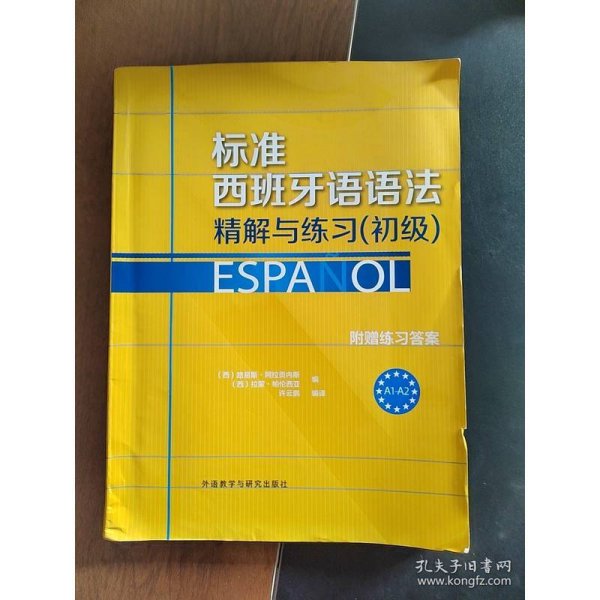 标准
西班牙语语法
精解与练习(初级)
ESPANOL
附赠练习答案
(西)路易斯·阿拉贡内斯
(西)拉蒙·帕伦西亚 编
许云鹏 编译
A1-A2
外语教学与研究出版社
孔夫子旧书网
www.kongfz.com